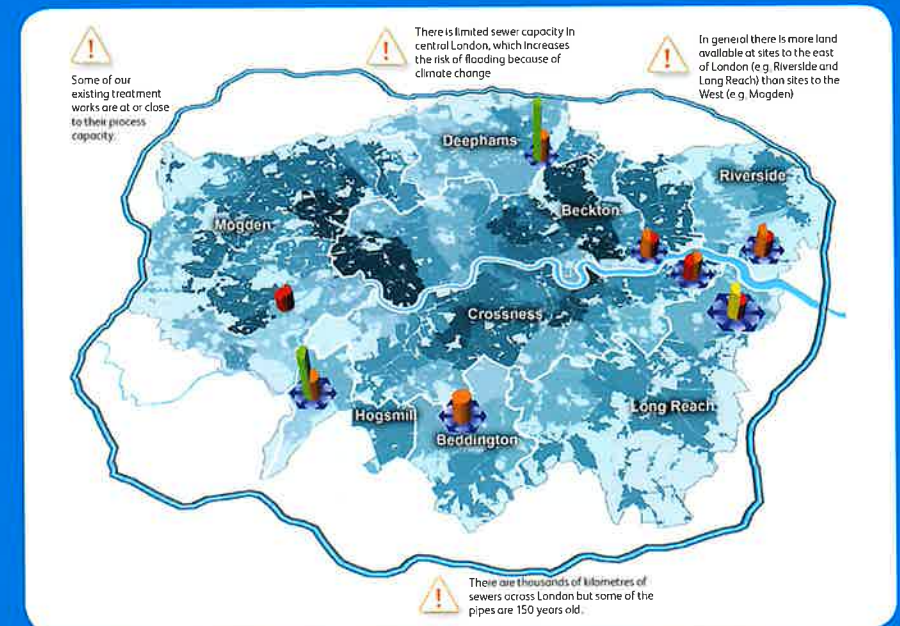 Some of our
existing treatment
works are at or close
to their process
capacity.
There is limited sewer capacity in
central London, which increases
the risk of flooding because of
climate change
In general there is more land
available at sites to the east
of London (e.g. Riverside and
Long Reach) than sites to the
West (e.g. Mogden)
Deephams
Riverside
Mogden
Beckton
Crossness
Hogsmill
Long Reach
Beddington
There are thousands of kilometres of
sewers across London but some of the
pipes are 150 years old.